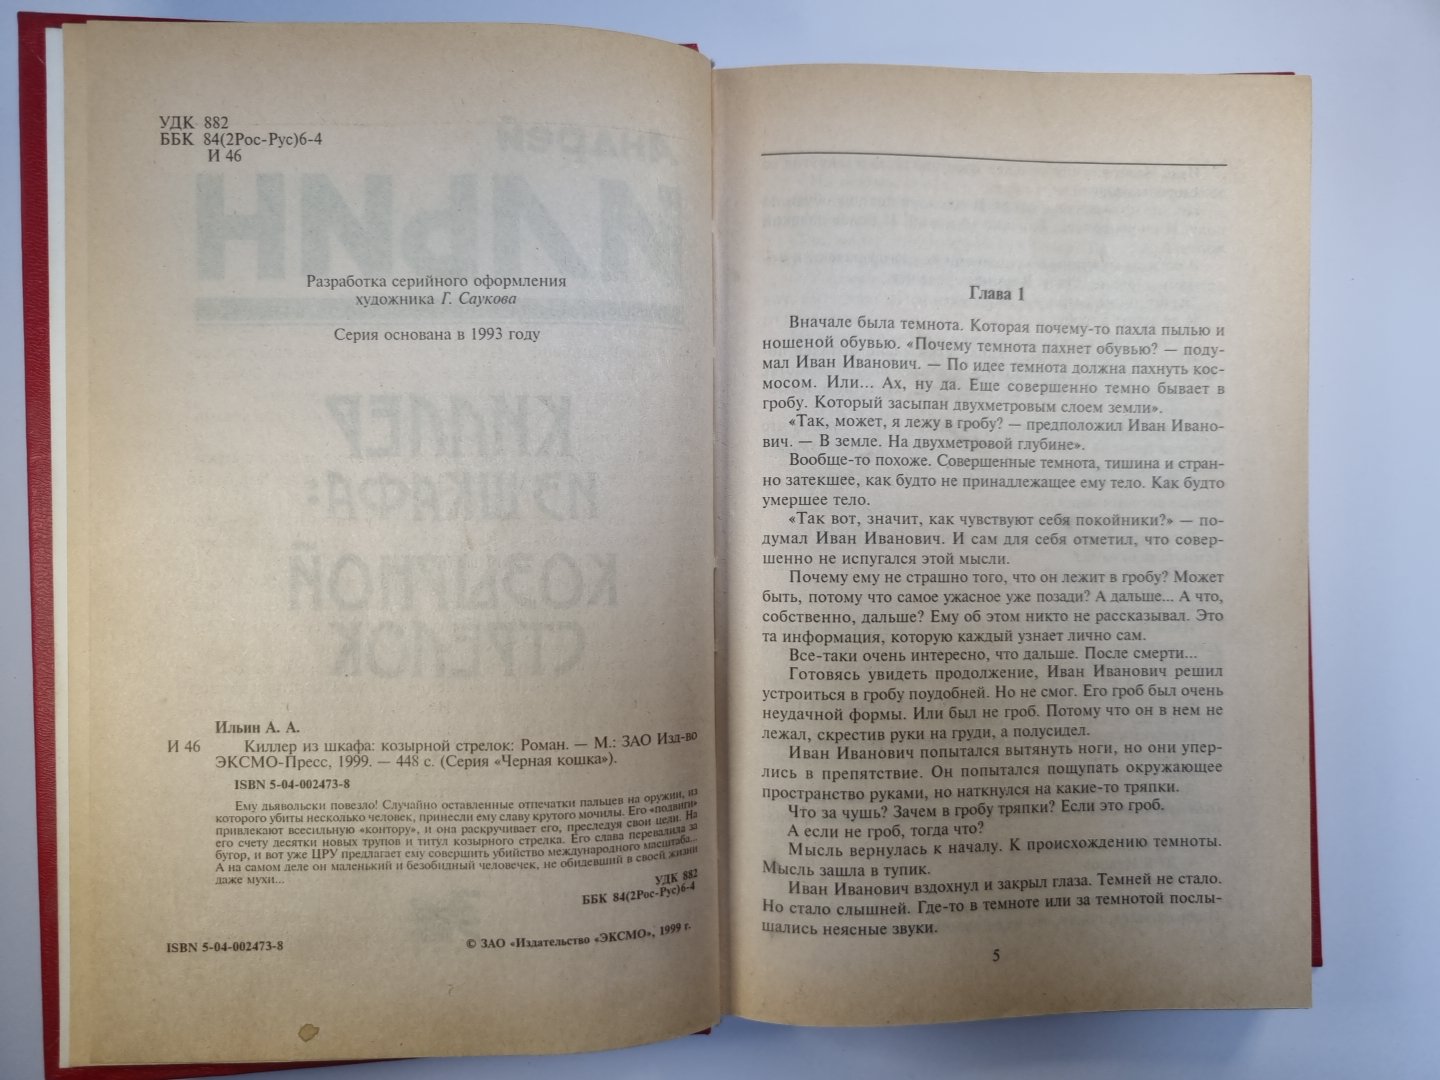 УДК 882
ББК 84(2Рос-Рус)6-4
И 46
Разработка серийного оформления
художника Г. Саукова
Серия основана в 1993 году
Ильин А. А.
И 46 Киллер из шкафа: козырной стрелок: Роман. — М.: ЗАО Изд-во
ЭКСМО-Пресс, 1999. — 448 с. (Серия «Черная кошка»).
ISBN 5-04-002473-8
Ему дьявольски повезло! Случайно оставленные отпечатки пальцев на оружии, из
которого убиты несколько человек, принесли ему славу крутого мочилы. Его «подвиги»
привлекают всесильную «контору», и она раскручивает его, преследуя свои цели. На
его счету десятки новых трупов и титул козырного стрелка. Его слава перевалила за
бугор, и вот уже ЦРУ предлагает ему совершить убийство международного масштаба...
А на самом деле он маленький и безобидный человечек, не обидевший в своей жизни
даже мухи...
УДК 882
ББК 84(2Рос-Рус)6-4
ISBN 5-04-002473-8
© ЗАО «Издательство «ЭКСМО», 1999 г.
Глава 1
Вначале была темнота. Которая почему-то пахла пылью и
ношеной обувью. «Почему темнота пахнет обувью? — поду-
мал Иван Иванович. — По идее темнота должна пахнуть кос-
мосом. Или... Ах, ну да. Еще совершенно темно бывает в
гробу. Который засыпан двухметровым слоем земли».
«Так, может, я лежу в гробу? — предположил Иван Ивано-
вич. — В земле. На двухметровой глубине».
Вообще-то похоже. Совершенные темнота, тишина и стран-
но затекшее, как будто не принадлежащее ему тело. Как будто
умершее тело.
«Так вот, значит, как чувствуют себя покойники?» — по-
думал Иван Иванович. И сам для себя отметил, что совер-
шенно не испугался этой мысли.
Почему ему не страшно того, что он лежит в гробу? Может
быть, потому что самое ужасное уже позади? А дальше... А что,
собственно, дальше? Ему об этом никто не рассказывал. Это
та информация, которую каждый узнает лично сам.
Все-таки очень интересно, что дальше. После смерти...
Готовясь увидеть продолжение, Иван Иванович решил
устроиться в гробу поудобней. Но не смог. Его гроб был очень
неудачной формы. Или был не гроб. Потому что он в нем не
лежал, скрестив руки на груди, а полусидел.
Иван Иванович попытался вытянуть ноги, но они упер-
лись в препятствие. Он попытался пощупать окружающее
пространство руками, но наткнулся на какие-то тряпки.
Что за чушь? Зачем в гробу тряпки? Если это гроб.
А если не гроб, тогда что?
Мысль вернулась к началу. К происхождению темноты.
Мысль зашла в тупик.
Иван Иванович вздохнул и закрыл глаза. Темней не стало.
Но стало слышней. Где-то в темноте или за темнотой послы-
шались неясные звуки.
5